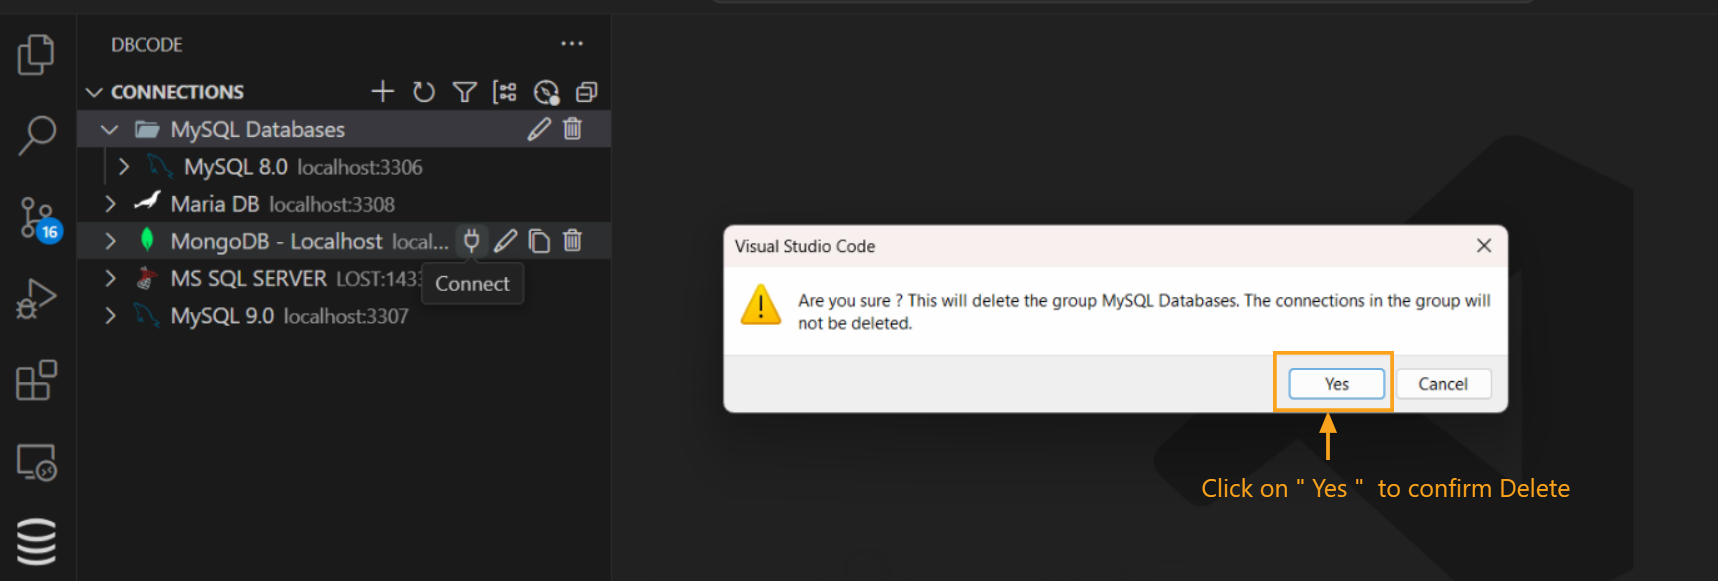 DBCODE
CONNECTIONS
MySQL Databases
MySQL 8.0 localhost:3306
Maria DB localhost:3308
MongoDB - Localhost local...
MS SQL SERVER LOST:1433
Connect
MySQL 9.0 localhost:3307
16
Visual Studio Code
Are you sure ? This will delete the group MySQL Databases. The connections in the group will
not be deleted.
Yes
Cancel
Click on " Yes " to confirm Delete